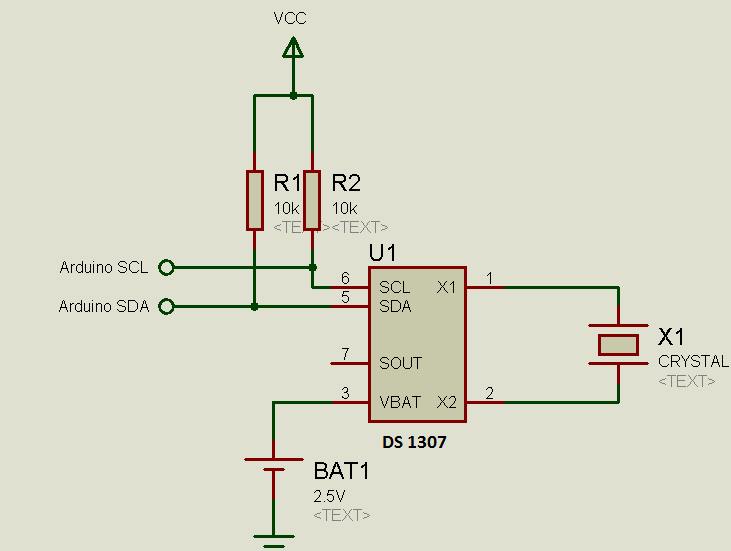 VCC
R1
10k
<TEXT>
R2
10k
<TEXT>
Arduino SCL
Arduino SDA
U1
6
SCL
5
SDA
7
SOUT
3
VBAT
X1
1
X2
2
DS 1307
X1
CRYSTAL
<TEXT>
BAT1
2.5V
<TEXT>